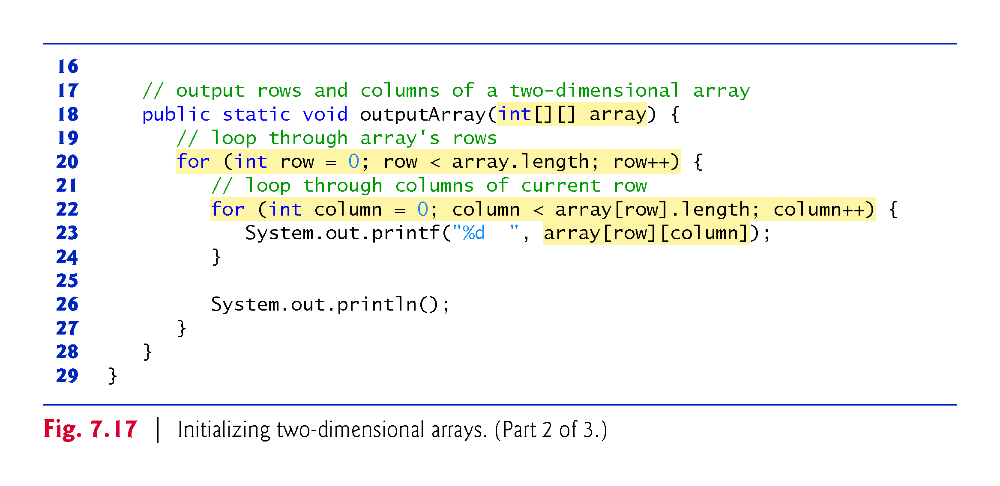 16
17 // output rows and columns of a two-dimensional array
18 public static void outputArray(int[][] array) {
19 // loop through array's rows
20 for (int row = 0; row < array.length; row++) {
21 // loop through columns of current row
22 for (int column = 0; column < array[row].length; column++) {
23 System.out.printf("%d  ", array[row][column]);
24 }
25
26 System.out.println();
27 }
28 }
29 }
Fig. 7.17 | Initializing two-dimensional arrays. (Part 2 of 3.)